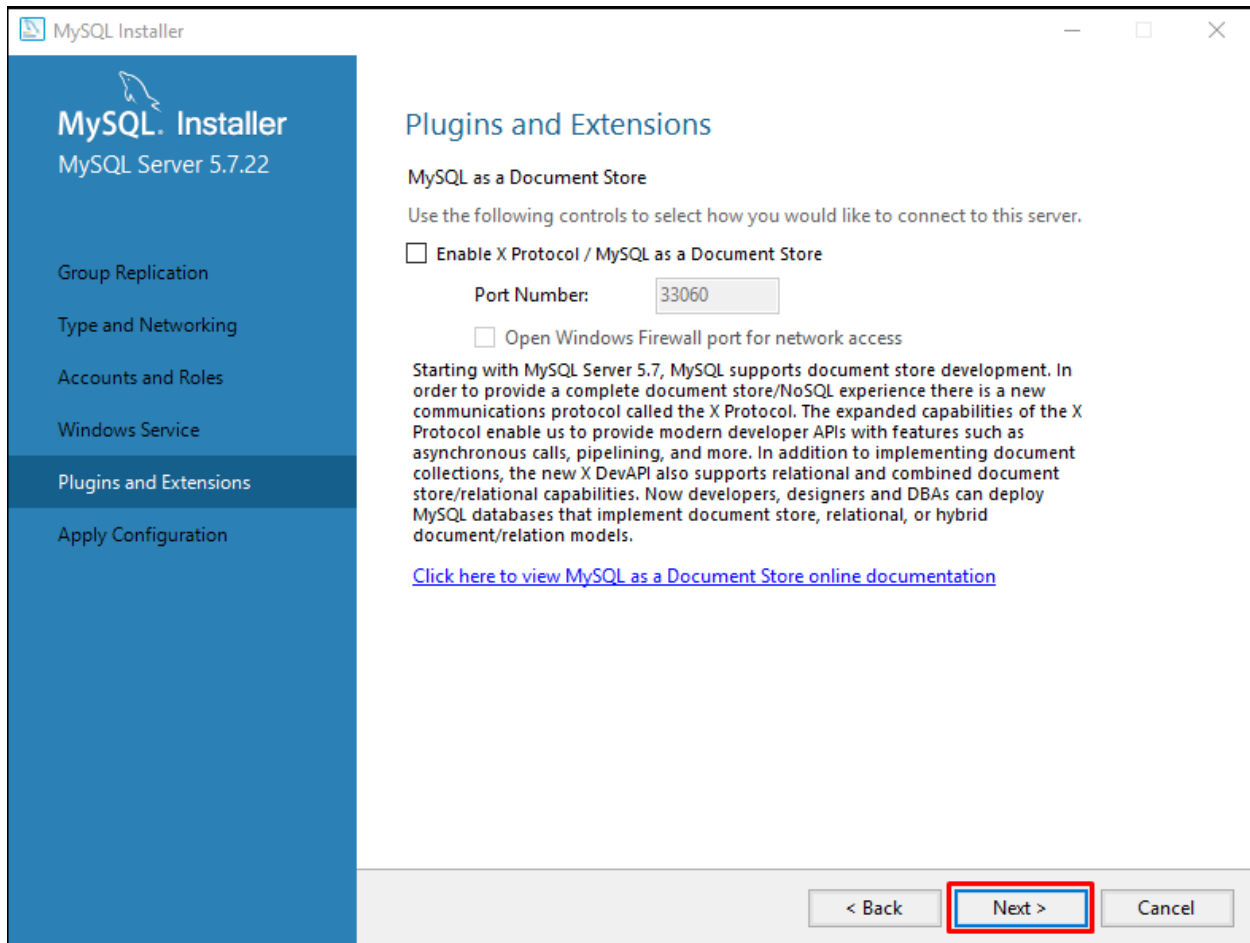 MySQL Installer
MySQL. Installer
MySQL Server 5.7.22
Group Replication
Type and Networking
Accounts and Roles
Windows Service
Plugins and Extensions
Apply Configuration
Plugins and Extensions
MySQL as a Document Store
Use the following controls to select how you would like to connect to this server.
Enable X Protocol / MySQL as a Document Store
Port Number: 33060
Open Windows Firewall port for network access
Starting with MySQL Server 5.7, MySQL supports document store development. In
order to provide a complete document store/NoSQL experience there is a new
communications protocol called the X Protocol. The expanded capabilities of the X
Protocol enable us to provide modern developer APIs with features such as
asynchronous calls, pipelining, and more. In addition to implementing document
collections, the new X DevAPI also supports relational and combined document
store/relational capabilities. Now developers, designers and DBAs can deploy
MySQL databases that implement document store, relational, or hybrid
document/relation models.
Click here to view MySQL as a Document Store online documentation
< Back Next > Cancel